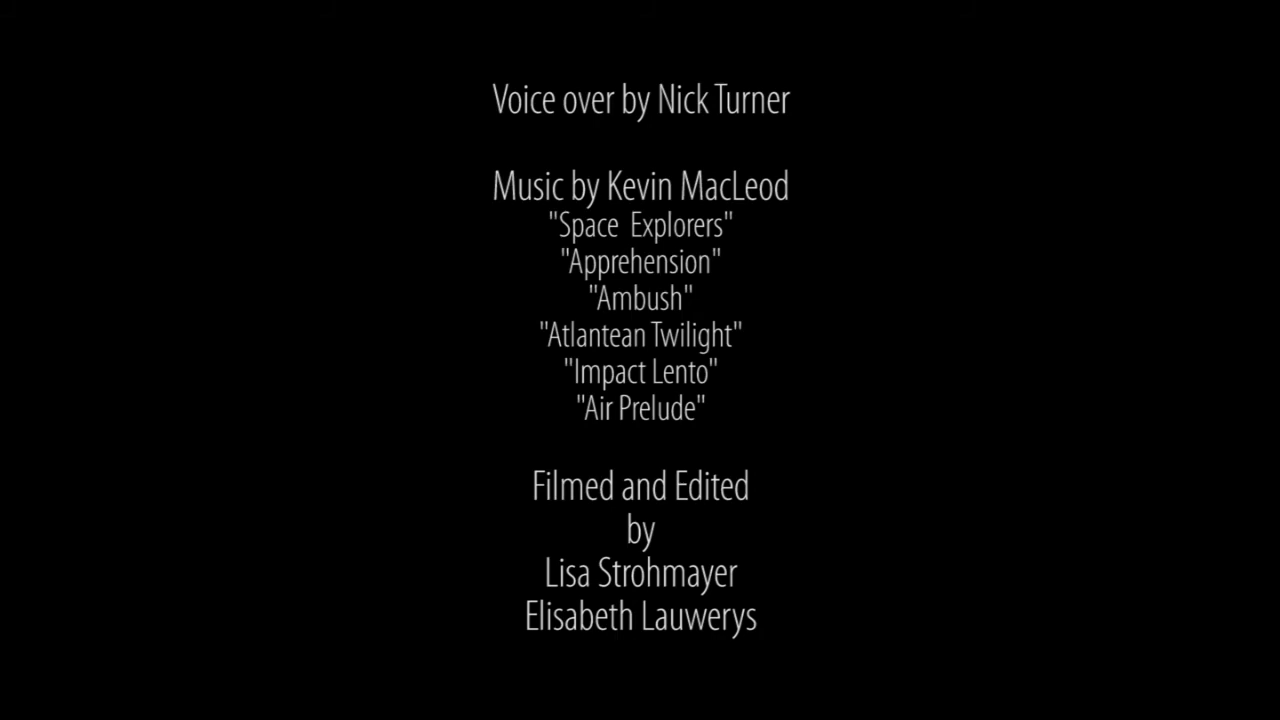 Voice over by Nick Turner
Music by Kevin MacLeod
"Space  Explorers"
"Apprehension"
"Ambush"
"Atlantean Twilight"
"Impact Lento"
"Air Prelude"
Filmed and Edited
by
Lisa Strohmayer
Elisabeth Lauwerys